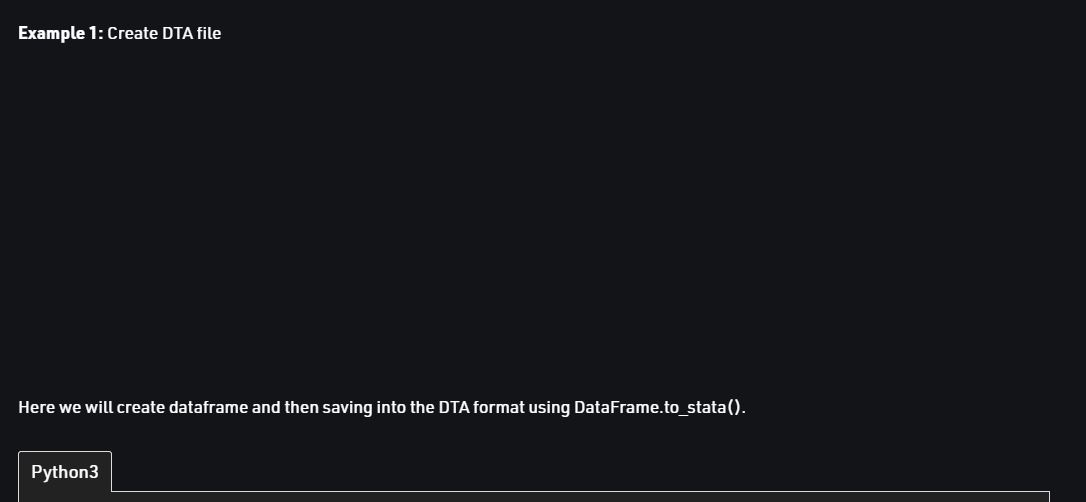 Example 1: Create DTA file
Here we will create dataframe and then saving into the DTA format using DataFrame.to_stata().
Python3